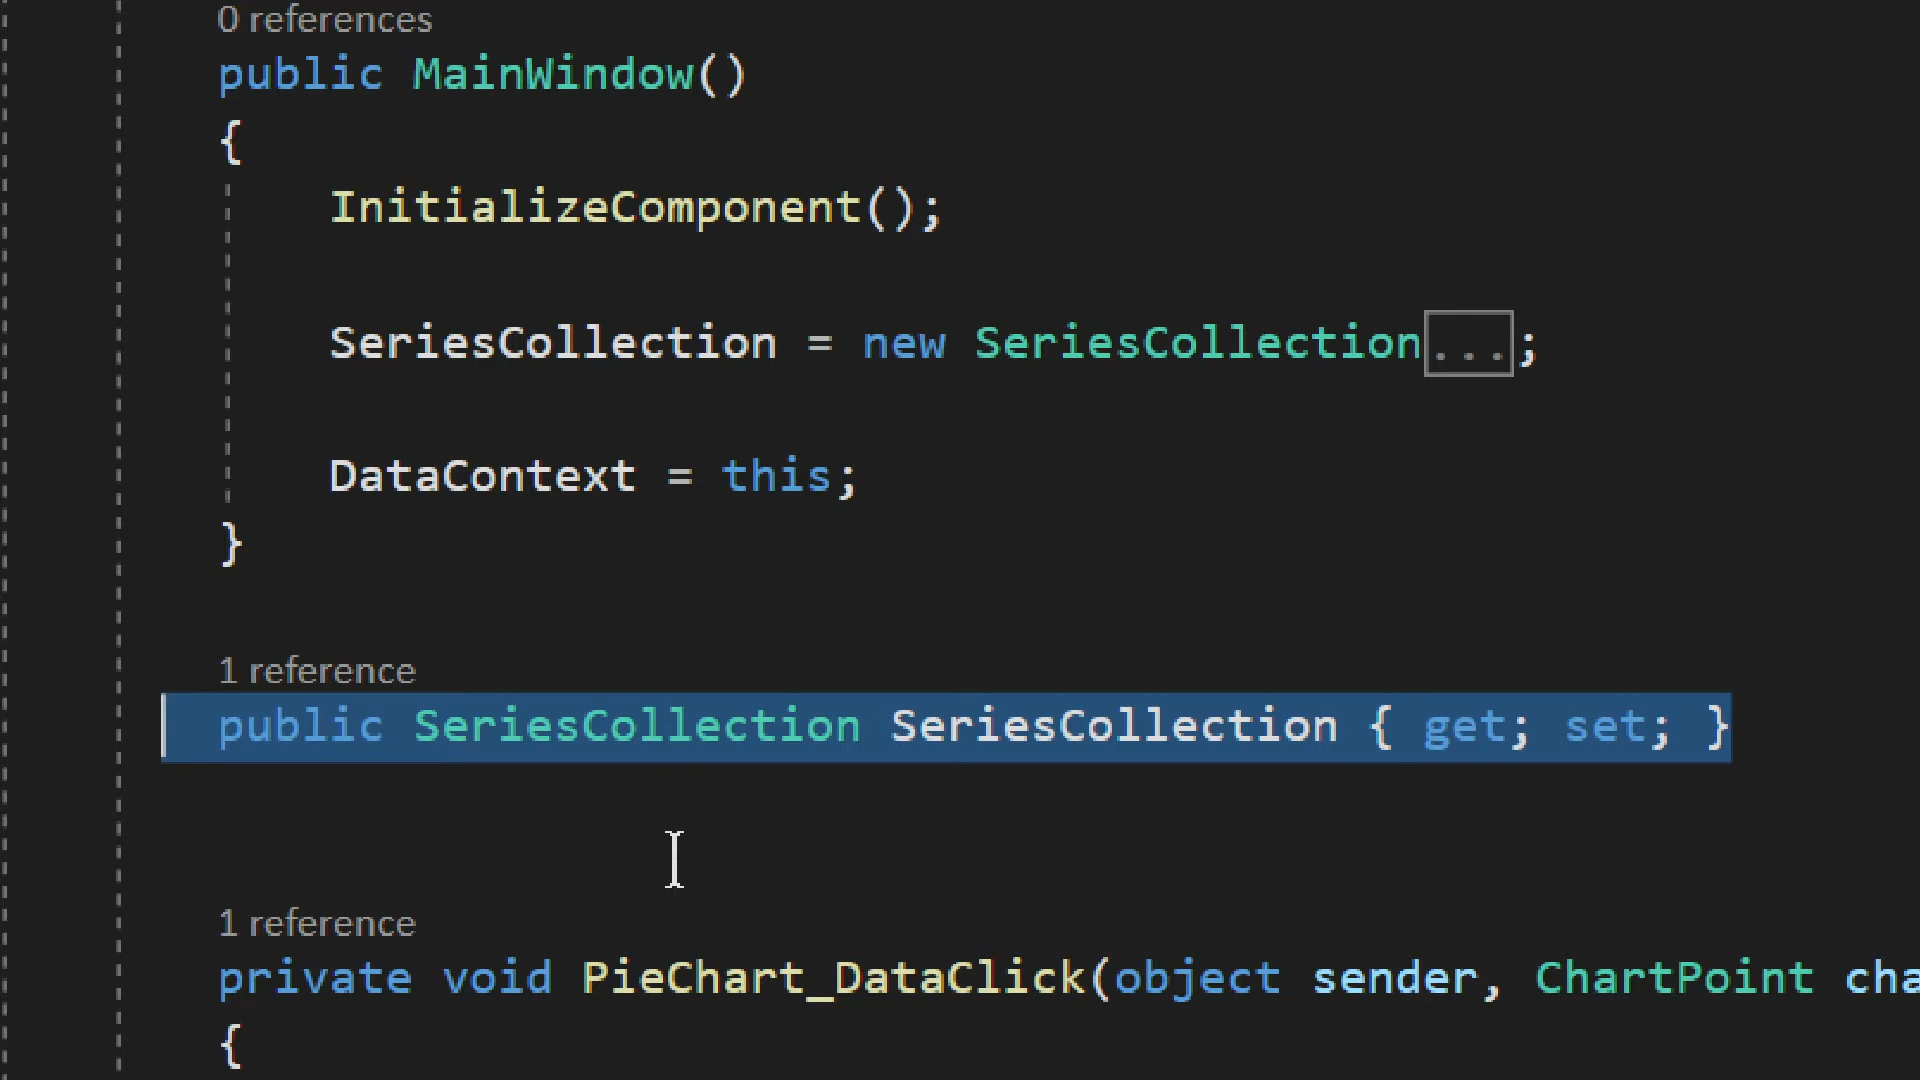 0 references
public MainWindow()
{
InitializeComponent();
SeriesCollection = new SeriesCollection...;
DataContext = this;
}
1 reference
public SeriesCollection SeriesCollection { get; set; }
1 reference
private void PieChart_DataClick(object sender, ChartPoint cha
{